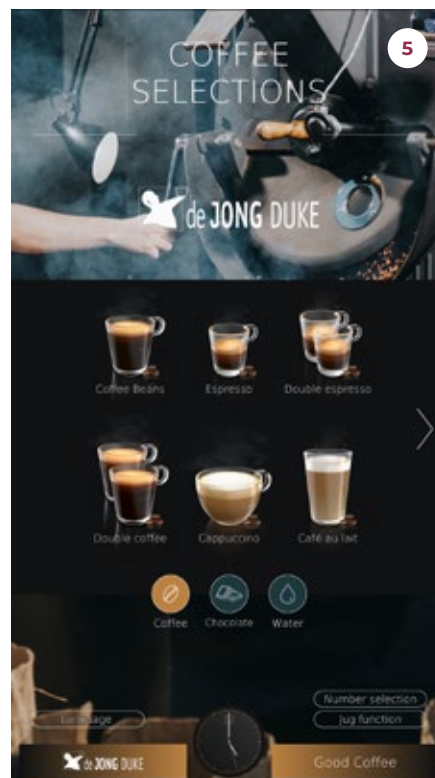 5
COFFEE
SELECTIONS
de JONG DUKE
Coffee Beans Espresso Double espresso
Double coffee Cappuccino Café au lait
Coffee Chocolate Water
Number selection
Language Jug function
de JONG DUKE Good Coffee